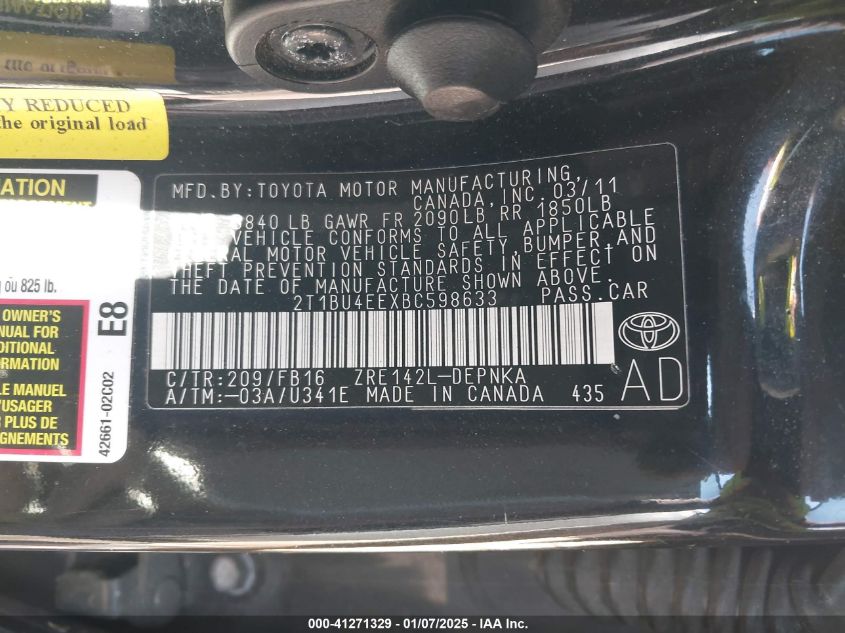 Y REDUCED
the original load
ATION
g ou 825 lb.
OWNER'S
ANUAL FOR
DDITIONAL
ORMATION
LE MANUEL
'USAGER
R PLUS DE
GNEMENTS
E8
42661-02C02
MFD.BY:TOYOTA MOTOR MANUFACTURING,
CANADA, INC. 03/11
840 LB GAWR FR 2090LB RR 1850LB
VEHICLE CONFORMS TO ALL APPLICABLE
MOTOR VEHICLE SAFETY,BUMPER,AND
THEFT PREVENTION STANDARDS IN EFFECT ON
THE DATE OF MANUFACTURE SHOWN ABOVE.
2T1BU4EEXBC598633 PASS.CAR
C/TR:209/FB16 ZRE142L-DEPNKA
A/TM:-03A/U341E MADE IN CANADA 435
AD
000-41271329 - 01/07/2025 - IAA Inc.